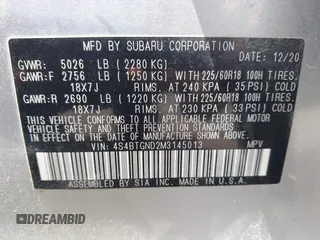 MFD. BY SUBARU CORPORATION 12/20
GVWR: 5026 LB (2280 KG)
GAWR:F 2756 LB (1250 KG) WITH 225/60R18 100H TIRES.
18X7J RIMS. AT 240 KPA (35 PSI) COLD
GAWR:R 2690 LB (1220 KG) WITH 225/60R18 100H TIRES.
18X7J RIMS. AT 230 KPA (33 PSI) COLD
THIS VEHICLE CONFORMS TO ALL APPLICABLE FEDERAL MOTOR
VEHICLE SAFETY, BUMPER, AND THEFT PREVENTION STANDARDS
IN EFFECT ON THE DATE OF MANUFACTURE SHOWN ABOVE.
VIN: 4S4BTGND2M3145013 MPV
ASSEMBLED BY SIA INC. MADE IN U.S.A.
@ DREAMBID